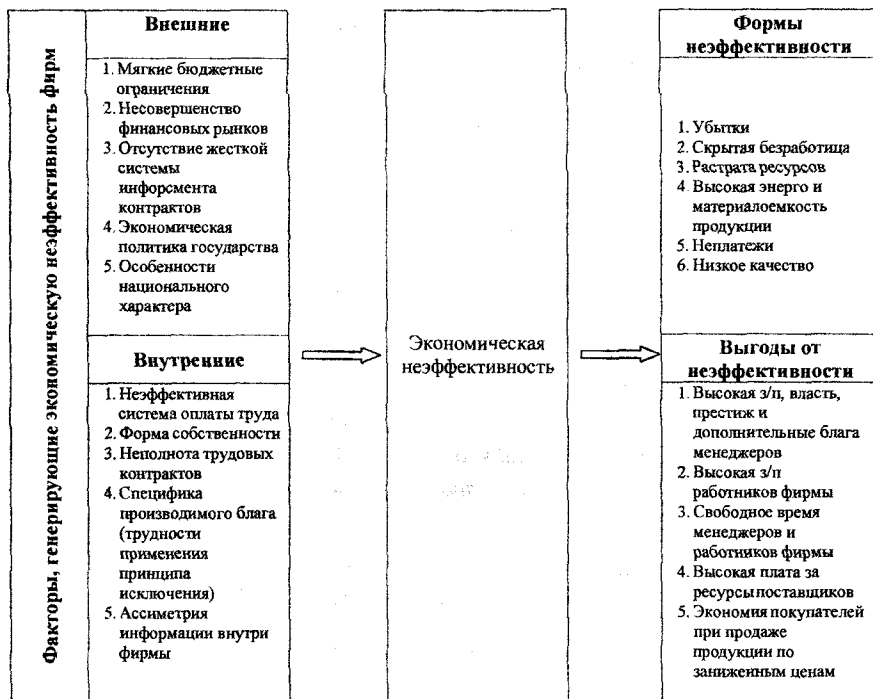 Факторы, генерирующие экономическую неэффективность фирм
Внешние
1. Мягкие бюджетные
ограничения
2. Несовершенство
финансовых рынков
3. Отсутствие жесткой
системы
инфорсмента
контрактов
4. Экономическая
политика государства
5. Особенности
национального
характера
Внутренние
1. Неэффективная
система оплаты труда
2. Форма собственности
3. Неполнота трудовых
контрактов
4. Специфика
производимого блага
(трудности
применения
принципа
исключения)
5. Ассиметрия
информации внутри
фирмы
Экономическая
неэффективность
Формы
неэффективности
1. Убытки
2. Скрытая безработица
3. Растрата ресурсов
4. Высокая энерго и
материалоемкость
продукции
5. Неплатежи
6. Низкое качество
Выгоды от
неэффективности
1. Высокая з/п, власть,
престиж и
дополнительные блага
менеджеров
2. Высокая з/п
работников фирмы
3. Свободное время
менеджеров и
работников фирмы
4. Высокая плата за
ресурсы поставщиков
5. Экономия покупателей
при продаже
продукции по
заниженным ценам